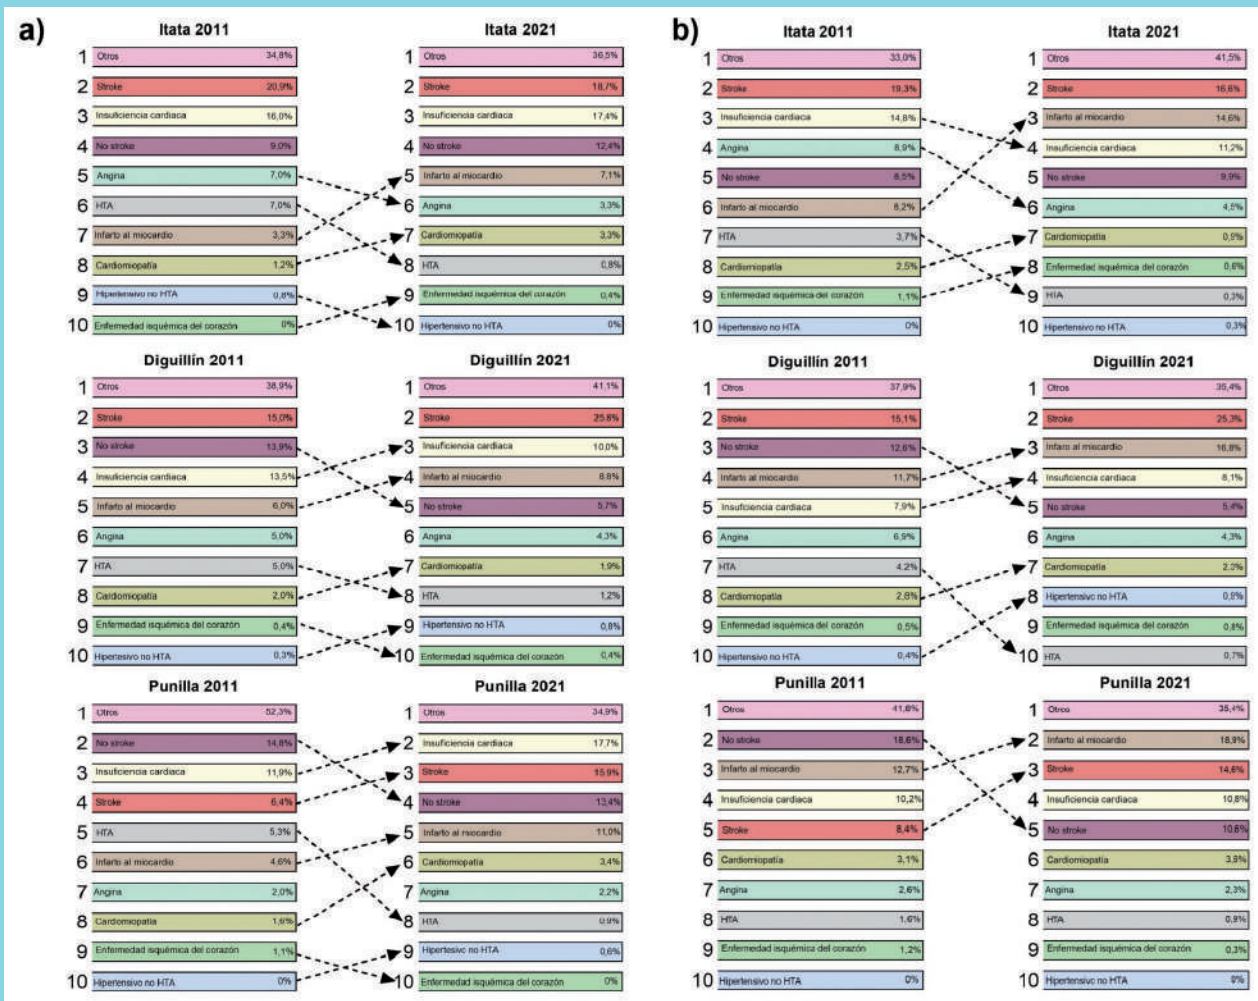 a)
Itata 2011
1 Otros 34,8%
2 Stroke 20,9%
3 Insuficiencia cardiaca 16,0%
4 No stroke 9,0%
5 Angina 7,0%
6 HTA 7,0%
7 Infarto al miocardio 3,3%
8 Cardiomiopatía 1,2%
9 Hipertensivo no HTA 0,8%
10 Enfermedad isquémica del corazón 0%
Itata 2021
1 Otros 36,5%
2 Stroke 18,7%
3 Insuficiencia cardiaca 17,4%
4 No stroke 12,4%
5 Infarto al miocardio 7,1%
6 Angina 3,3%
7 Cardiomiopatía 3,3%
8 HTA 0,8%
9 Enfermedad isquémica del corazón 0,4%
10 Hipertensivo no HTA 0%
Diguillín 2011
1 Otros 38,9%
2 Stroke 15,0%
3 No stroke 13,9%
4 Insuficiencia cardiaca 13,5%
5 Infarto al miocardio 6,0%
6 Angina 5,0%
7 HTA 5,0%
8 Cardomiopatía 2,0%
9 Enfermedad isquémica del corazón 0,4%
10 Hipertesivo no HTA 0,3%
Diguillín 2021
1 Otros 41,1%
2 Stroke 25,8%
3 Insuficiencia cardiaca 10,0%
4 Infarto al miocardio 8,8%
5 No stroke 5,7%
6 Angina 4,3%
7 Cardiomiopatía 1,9%
8 HTA 1,2%
9 Hipertensivo no HTA 0,8%
10 Enfermedad isquémica del corazón 0,4%
Punilla 2011
1 Otros 52,3%
2 No stroke 14,8%
3 Insuficiencia cardiaca 11,9%
4 Stroke 6,4%
5 HTA 5,3%
6 Infarto al miocardio 4,6%
7 Angina 2,0%
8 Cardomiopatía 1,6%
9 Enfermedad isquémica del corazón 1,1%
10 Hipertensivo no HTA 0%
Punilla 2021
1 Otros 34,9%
2 Insuficiencia cardiaca 17,7%
3 Stroke 15,9%
4 No stroke 13,4%
5 Infarto al miocardio 11,0%
6 Cardiomiopatía 3,4%
7 Angina 2,2%
8 HTA 0,9%
9 Hipertesivo no HTA 0,6%
10 Enfermedad isquémica del corazón 0%
b)
Itata 2011
1 Otros 33,0%
2 Stroke 19,3%
3 Insuficiencia cardiaca 14,8%
4 Angina 8,9%
5 No stroke 8,5%
6 Infarto al miocardio 8,2%
7 HTA 3,7%
8 Cardiomiopatía 2,5%
9 Enfermedad isquémica del corazón 1,1%
10 Hipertensivo no HTA 0%
Itata 2021
1 Otros 41,5%
2 Stroke 16,6%
3 Infarto al miocardio 14,6%
4 Insuficiencia cardiaca 11,2%
5 No stroke 9,9%
6 Angina 4,5%
7 Cardiomiopatía 0,9%
8 Enfermedad isquémica del corazón 0,6%
9 HTA 0,3%
10 Hipertensivo no HTA 0,3%
Diguillín 2011
1 Otros 37,9%
2 Stroke 15,1%
3 No stroke 12,6%
4 Infarto al miocardio 11,7%
5 Insuficiencia cardiaca 7,9%
6 Angina 6,9%
7 HTA 4,2%
8 Cardiomiopatía 2,8%
9 Enfermedad isquémica del corazón 0,5%
10 Hipertensivo no HTA 0,4%
Diguillín 2021
1 Otros 35,4%
2 Stroke 25,3%
3 Infaro al miocardio 16,8%
4 Insuficiencia cardiaca 8,1%
5 No stroke 5,4%
6 Angina 4,3%
7 Cardiomiopatía
8 Hipertensivo no HTA 0,9%
9 Enfermedad isquémica del corazón 0,8%
10 HTA 0,7%
Punilla 2011
1 Otros 41,6%
2 No stroke 18,6%
3 Infarto al miocardio 12,7%
4 Insuficiencia cardiaca 10,2%
5 Stroke 8,4%
6 Cardiomiopatía 3,1%
7 Angina 2,6%
8 HTA 1,6%
9 Enfermedad isquémica del corazón 1,2%
10 Hipertensivo no HTA 0%
Punilla 2021
1 Otros 35,4%
2 Infarto al miocardio 18,9%
3 Stroke 14,6%
4 Insuficiencia cardiaca 10,8%
5 No stroke 10,6%
6 Cardiomiopatía 3,8%
7 Angina 2,3%
8 HTA 0,9%
9 Enfermedad isquémica del corazón 0,3%
10 Hipertensivo no HTA 0%